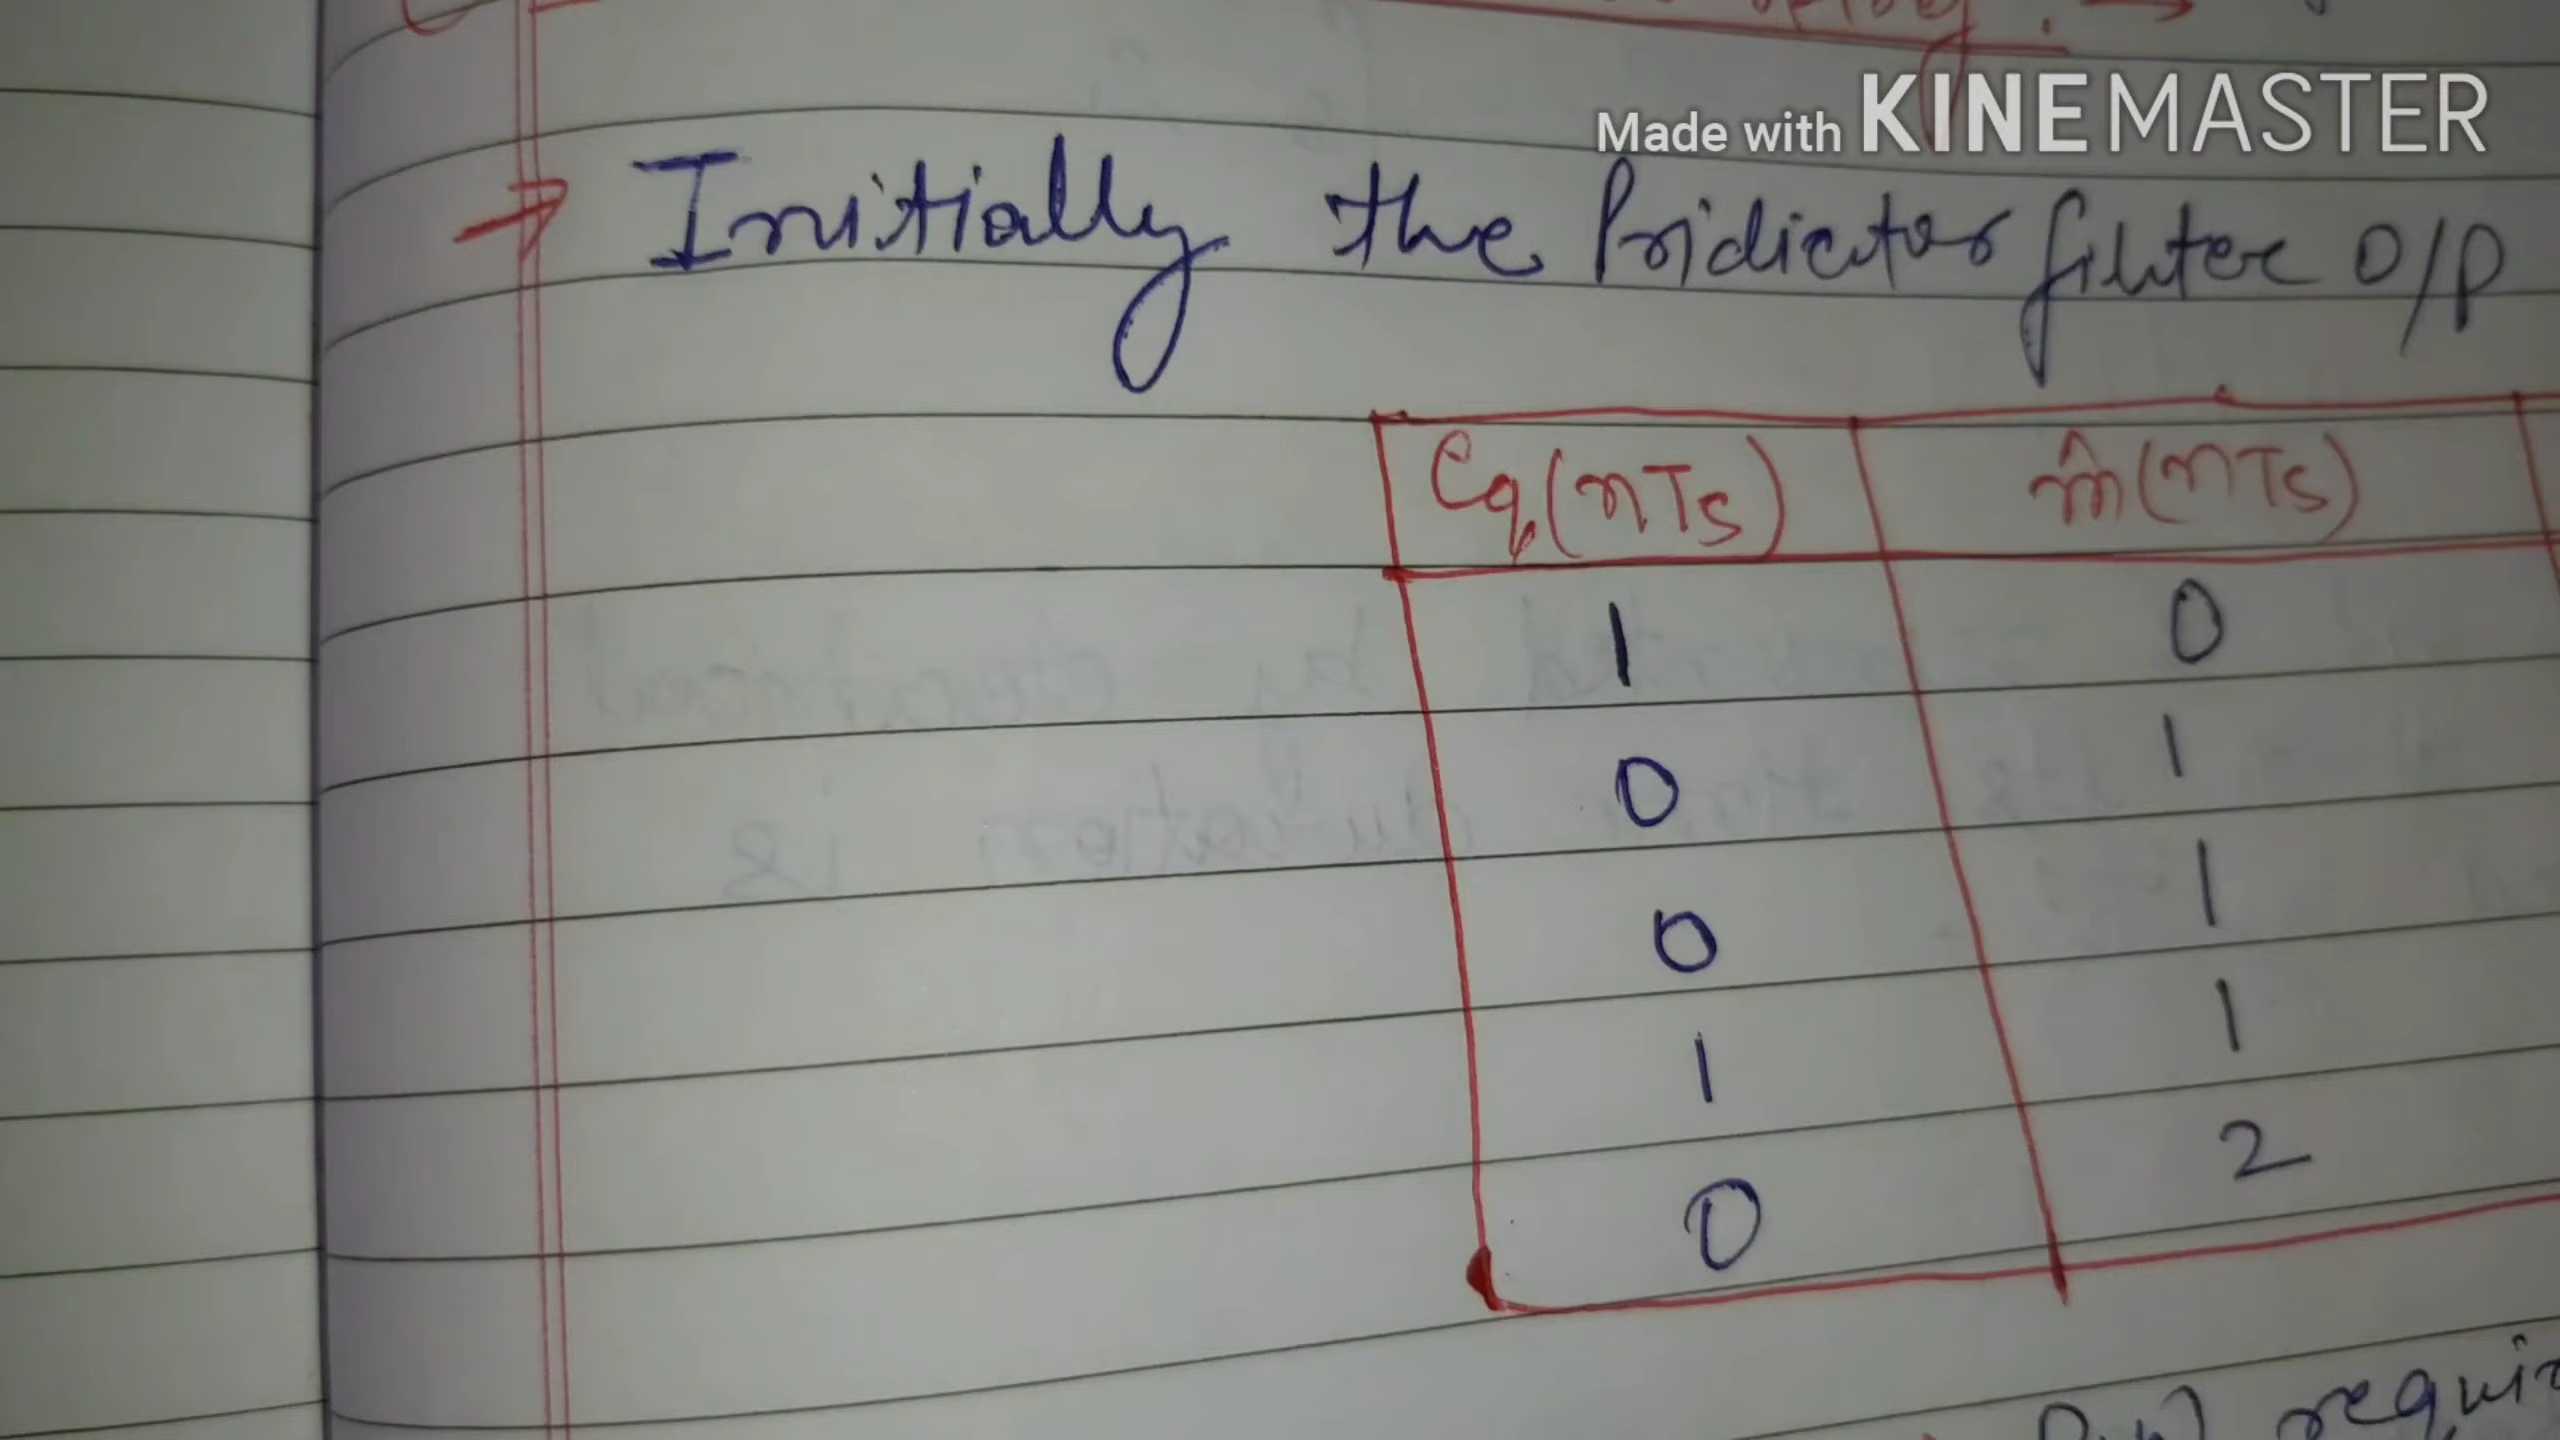 Made with KINEMASTER
→ Initially the Pridictor filter O/P
eq(nTs) m̂(nTs)
1 0
0 1
0 1
1 1
0 2